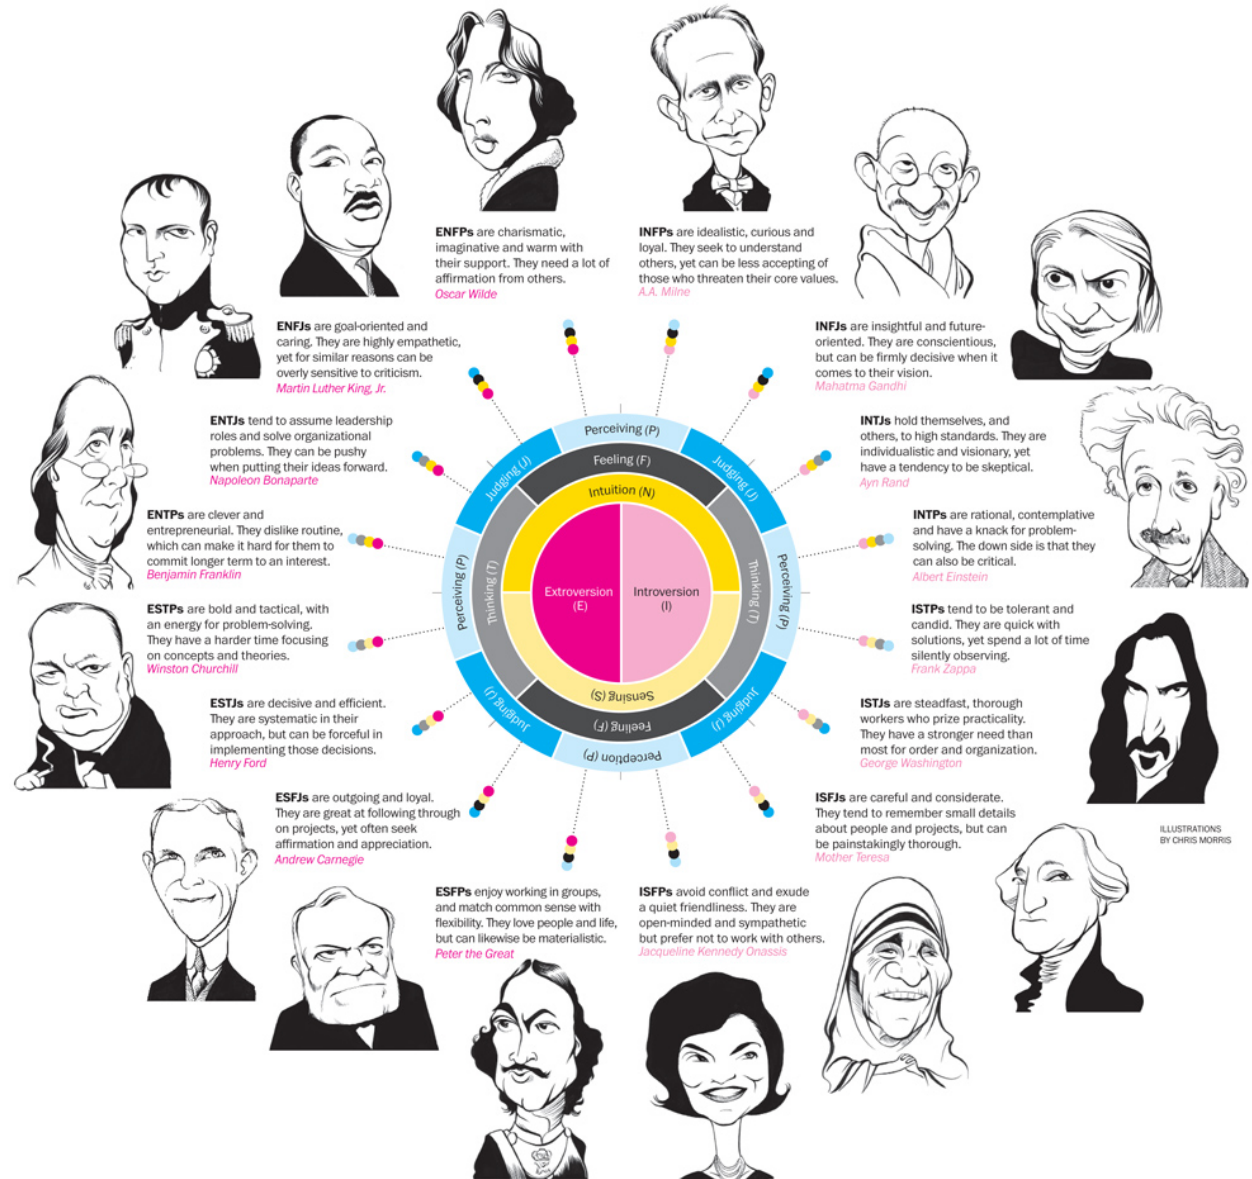 ENFPs are charismatic,
imaginative and warm with
their support. They need a lot of
affirmation from others.
Oscar Wilde
INFPs are idealistic, curious and
loyal. They seek to understand
others, yet can be less accepting of
those who threaten their core values.
A.A. Milne
ENFJs are goal-oriented and
caring. They are highly empathetic,
yet for similar reasons can be
overly sensitive to criticism.
Martin Luther King, Jr.
INFJs are insightful and future-
oriented. They are conscientious,
but can be firmly decisive when it
comes to their vision.
Mahatma Gandhi
ENTJs tend to assume leadership
roles and solve organizational
problems. They can be pushy
when putting their ideas forward.
Napoleon Bonaparte
INTJs hold themselves, and
others, to high standards. They are
individualistic and visionary, yet
have a tendency to be skeptical.
Ayn Rand
ENTPs are clever and
entrepreneurial. They dislike routine,
which can make it hard for them to
commit longer term to an interest.
Benjamin Franklin
INTPs are rational, contemplative
and have a knack for problem-
solving. The down side is that they
can also be critical.
Albert Einstein
ESTPs are bold and tactical, with
an energy for problem-solving.
They have a harder time focusing
on concepts and theories.
Winston Churchill
ISTPs tend to be tolerant and
candid. They are quick with
solutions, yet spend a lot of time
silently observing.
Frank Zappa
ESTJs are decisive and efficient.
They are systematic in their
approach, but can be forceful in
implementing those decisions.
Henry Ford
ISTJs are steadfast, thorough
workers who prize practicality.
They have a stronger need than
most for order and organization.
George Washington
ESFJs are outgoing and loyal.
They are great at following through
on projects, yet often seek
affirmation and appreciation.
Andrew Carnegie
ISFJs are careful and considerate.
They tend to remember small details
about people and projects, but can
be painstakingly thorough.
Mother Teresa
ESFPs enjoy working in groups,
and match common sense with
flexibility. They love people and life,
but can likewise be materialistic.
Peter the Great
ISFPs avoid conflict and exude
a quiet friendliness. They are
open-minded and sympathetic
but prefer not to work with others.
Jacqueline Kennedy Onassis
Perceiving (P)
Judging (J)
Feeling (F)
Judging (J)
Intuition (N)
Perceiving (P)
Thinking (T)
Extroversion
(E)
Introversion
(I)
Thinking (T)
Perceiving (P)
Sensing (S)
Judging (J)
Feeling (F)
Judging (J)
Perception (P)
ILLUSTRATIONS
BY CHRIS MORRIS